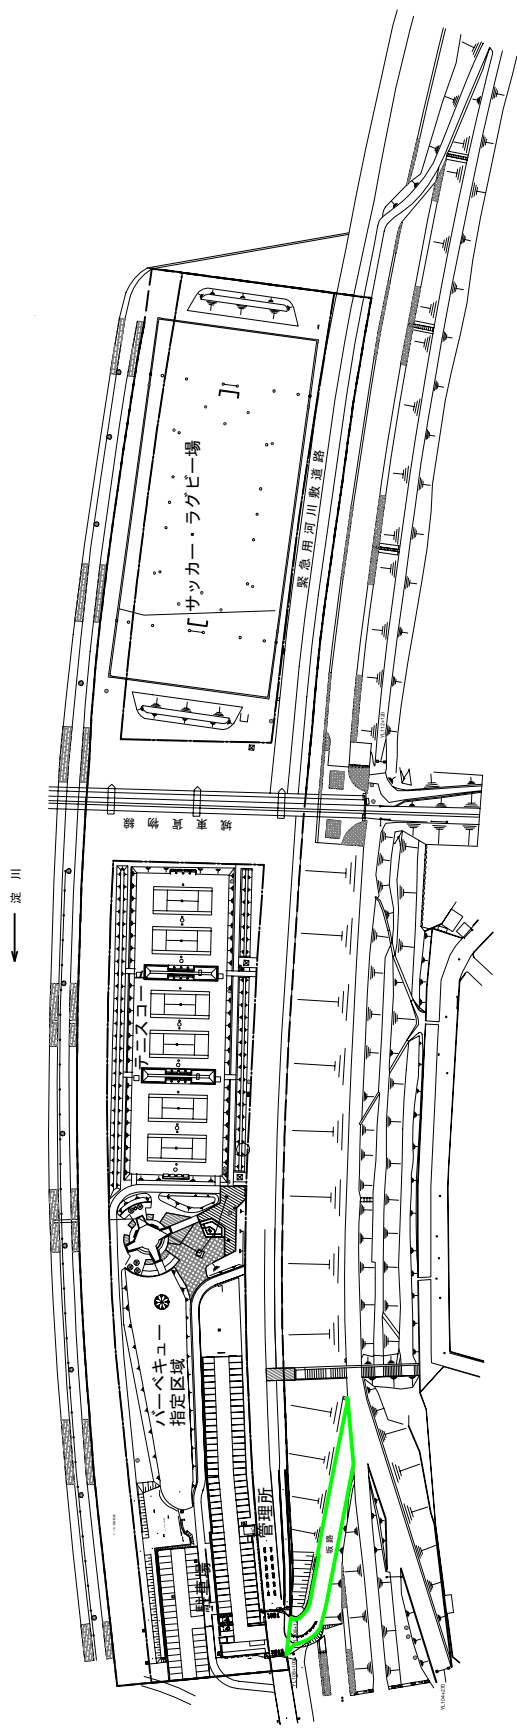 サッカー・ラグビー場
緊急用河川敷道路
城東貨物線
淀川
テニスコー
バーベキュー
指定区域
管理所
駐車場
坂路